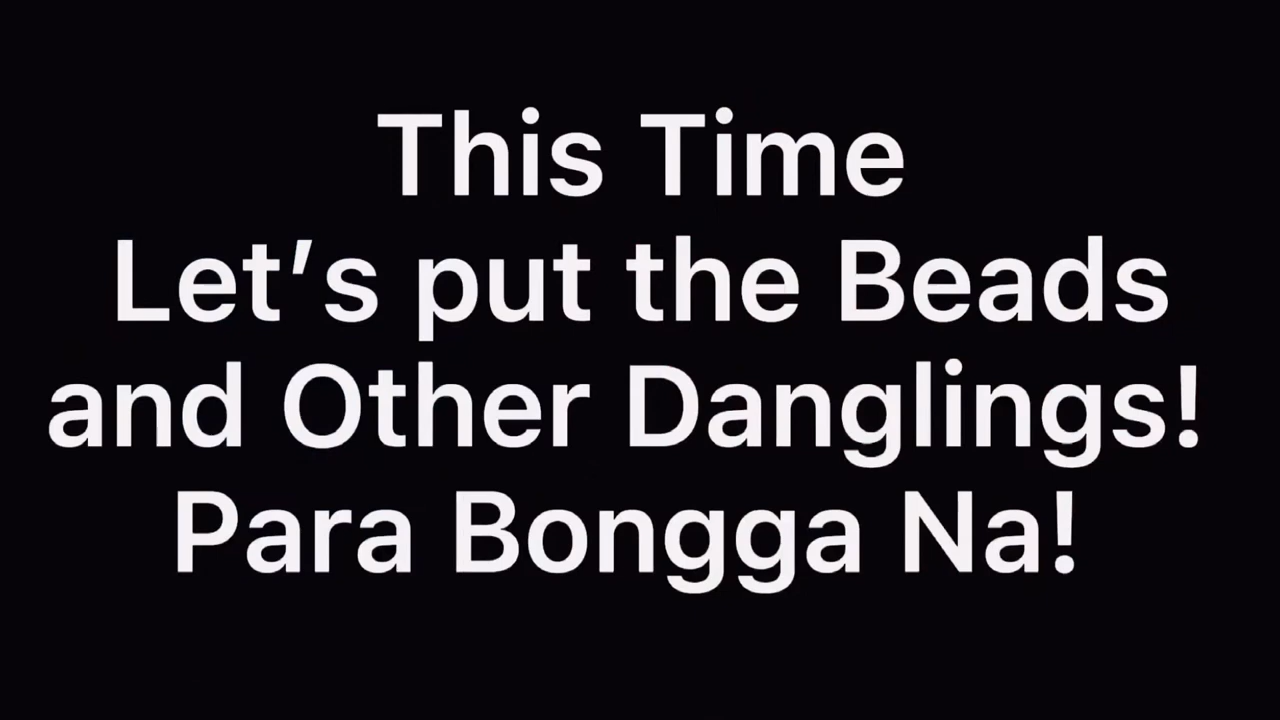 This Time
Let's put the Beads
and Other Danglings!
Para Bongga Na!